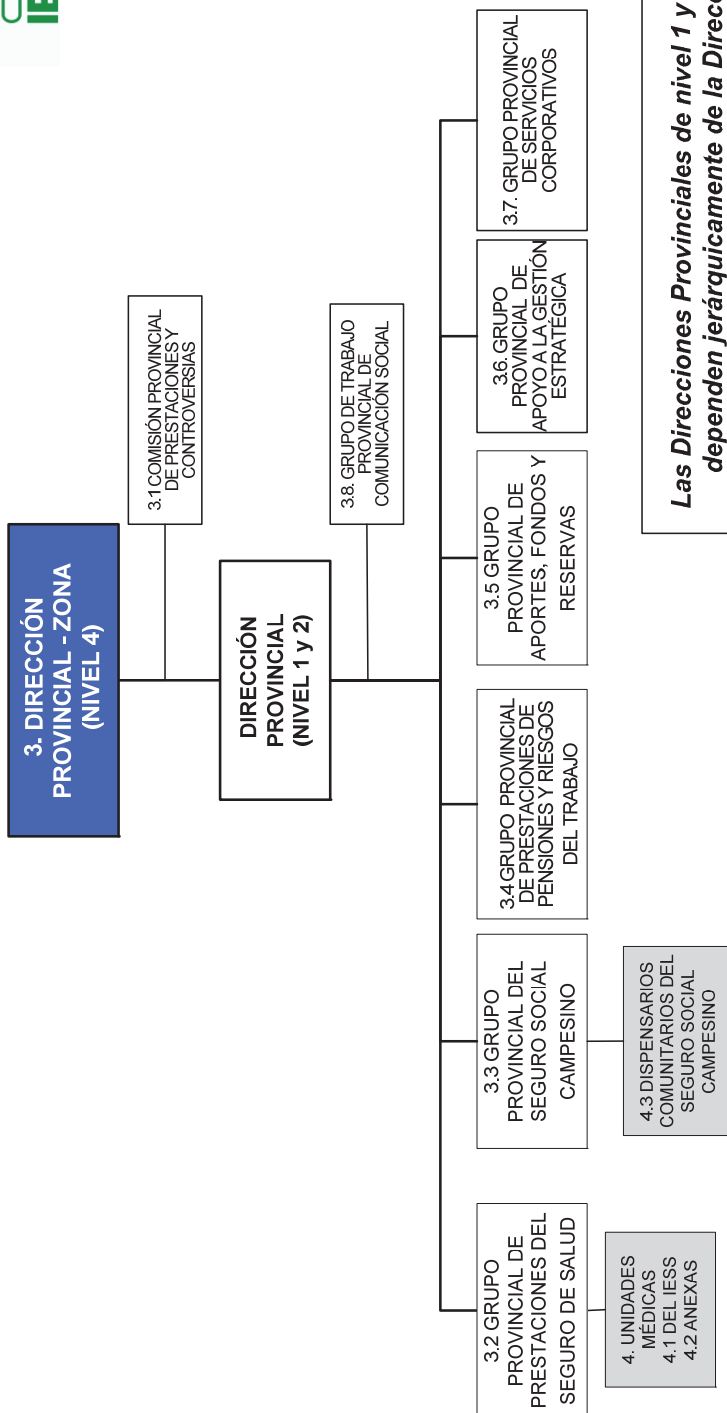 3. DIRECCIÓN
PROVINCIAL - ZONA
(NIVEL 4)
3.1 COMISIÓN PROVINCIAL
DE PRESTACIONES Y
CONTROVERSIAS
DIRECCIÓN
PROVINCIAL
(NIVEL 1 y 2)
3.8. GRUPO DE TRABAJO
PROVINCIAL DE
COMUNICACIÓN SOCIAL
3.2 GRUPO
PROVINCIAL DE
PRESTACIONES DEL
SEGURO DE SALUD
3.3 GRUPO
PROVINCIAL DEL
SEGURO SOCIAL
CAMPESINO
3.4 GRUPO PROVINCIAL
DE PRESTACIONES DE
PENSIONES Y RIESGOS
DEL TRABAJO
3.5 GRUPO
PROVINCIAL DE
APORTES, FONDOS Y
RESERVAS
3.6. GRUPO
PROVINCIAL DE
APOYO A LA GESTIÓN
ESTRATÉGICA
3.7. GRUPO PROVINCIAL
DE SERVICIOS
CORPORATIVOS
4. UNIDADES
MÉDICAS
4.1 DEL IESS
4.2 ANEXAS
4.3 DISPENSARIOS
COMUNITARIOS DEL
SEGURO SOCIAL
CAMPESINO
Las Direcciones Provinciales de nivel 1 y
dependen jerárquicamente de la